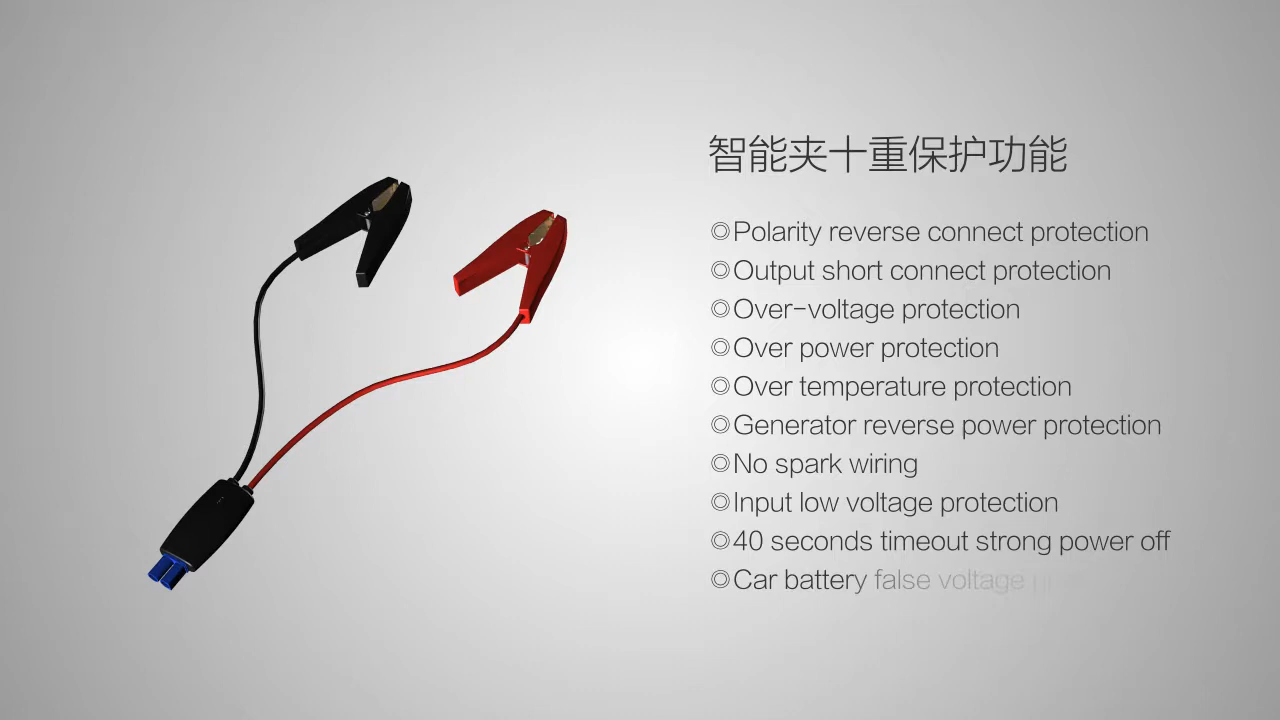 智能夹十重保护功能
◎Polarity reverse connect protection
◎Output short connect protection
◎Over-voltage protection
◎Over power protection
◎Over temperature protection
◎Generator reverse power protection
◎No spark wiring
◎Input low voltage protection
◎40 seconds timeout strong power off
◎Car battery false voltage